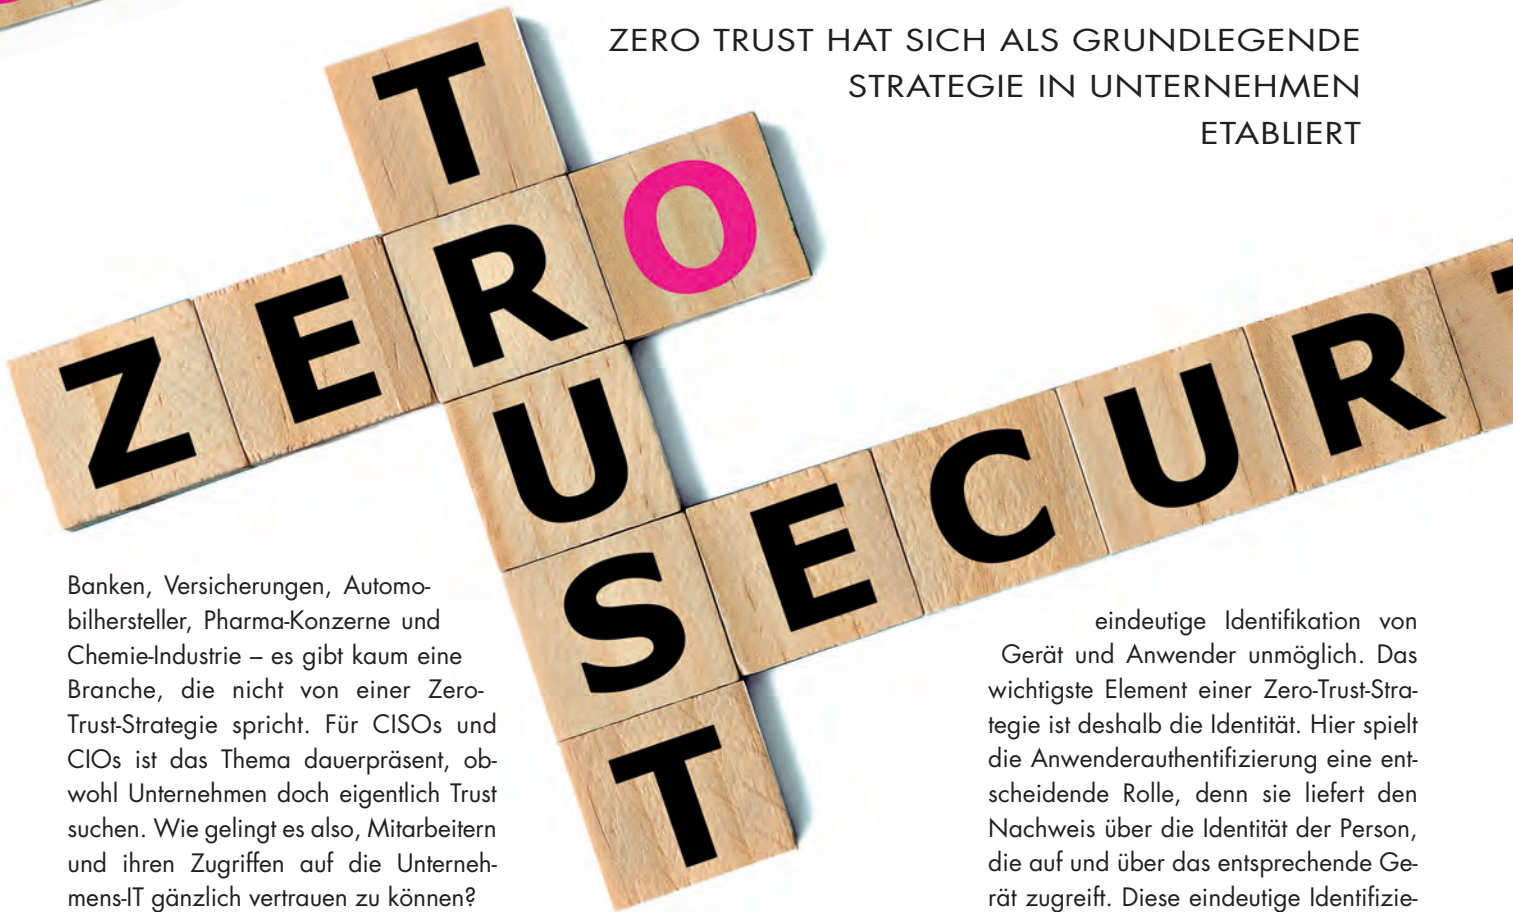 ZERO TRUST HAT SICH ALS GRUNDLEGENDE
STRATEGIE IN UNTERNEHMEN
ETABLIERT
ZERO
TRUST
SECUR
Banken, Versicherungen, Automo-
bilhersteller, Pharma-Konzerne und
Chemie-Industrie – es gibt kaum eine
Branche, die nicht von einer Zero-
Trust-Strategie spricht. Für CISOs und
CIOs ist das Thema dauerpräsent, ob-
wohl Unternehmen doch eigentlich Trust
suchen. Wie gelingt es also, Mitarbeitern
und ihren Zugriffen auf die Unterneh-
mens-IT gänzlich vertrauen zu können?
eindeutige Identifikation von
Gerät und Anwender unmöglich. Das
wichtigste Element einer Zero-Trust-Stra-
tegie ist deshalb die Identität. Hier spielt
die Anwenderauthentifizierung eine ent-
scheidende Rolle, denn sie liefert den
Nachweis über die Identität der Person,
die auf und über das entsprechende Ge-
rät zugreift. Diese eindeutige Identifizie-